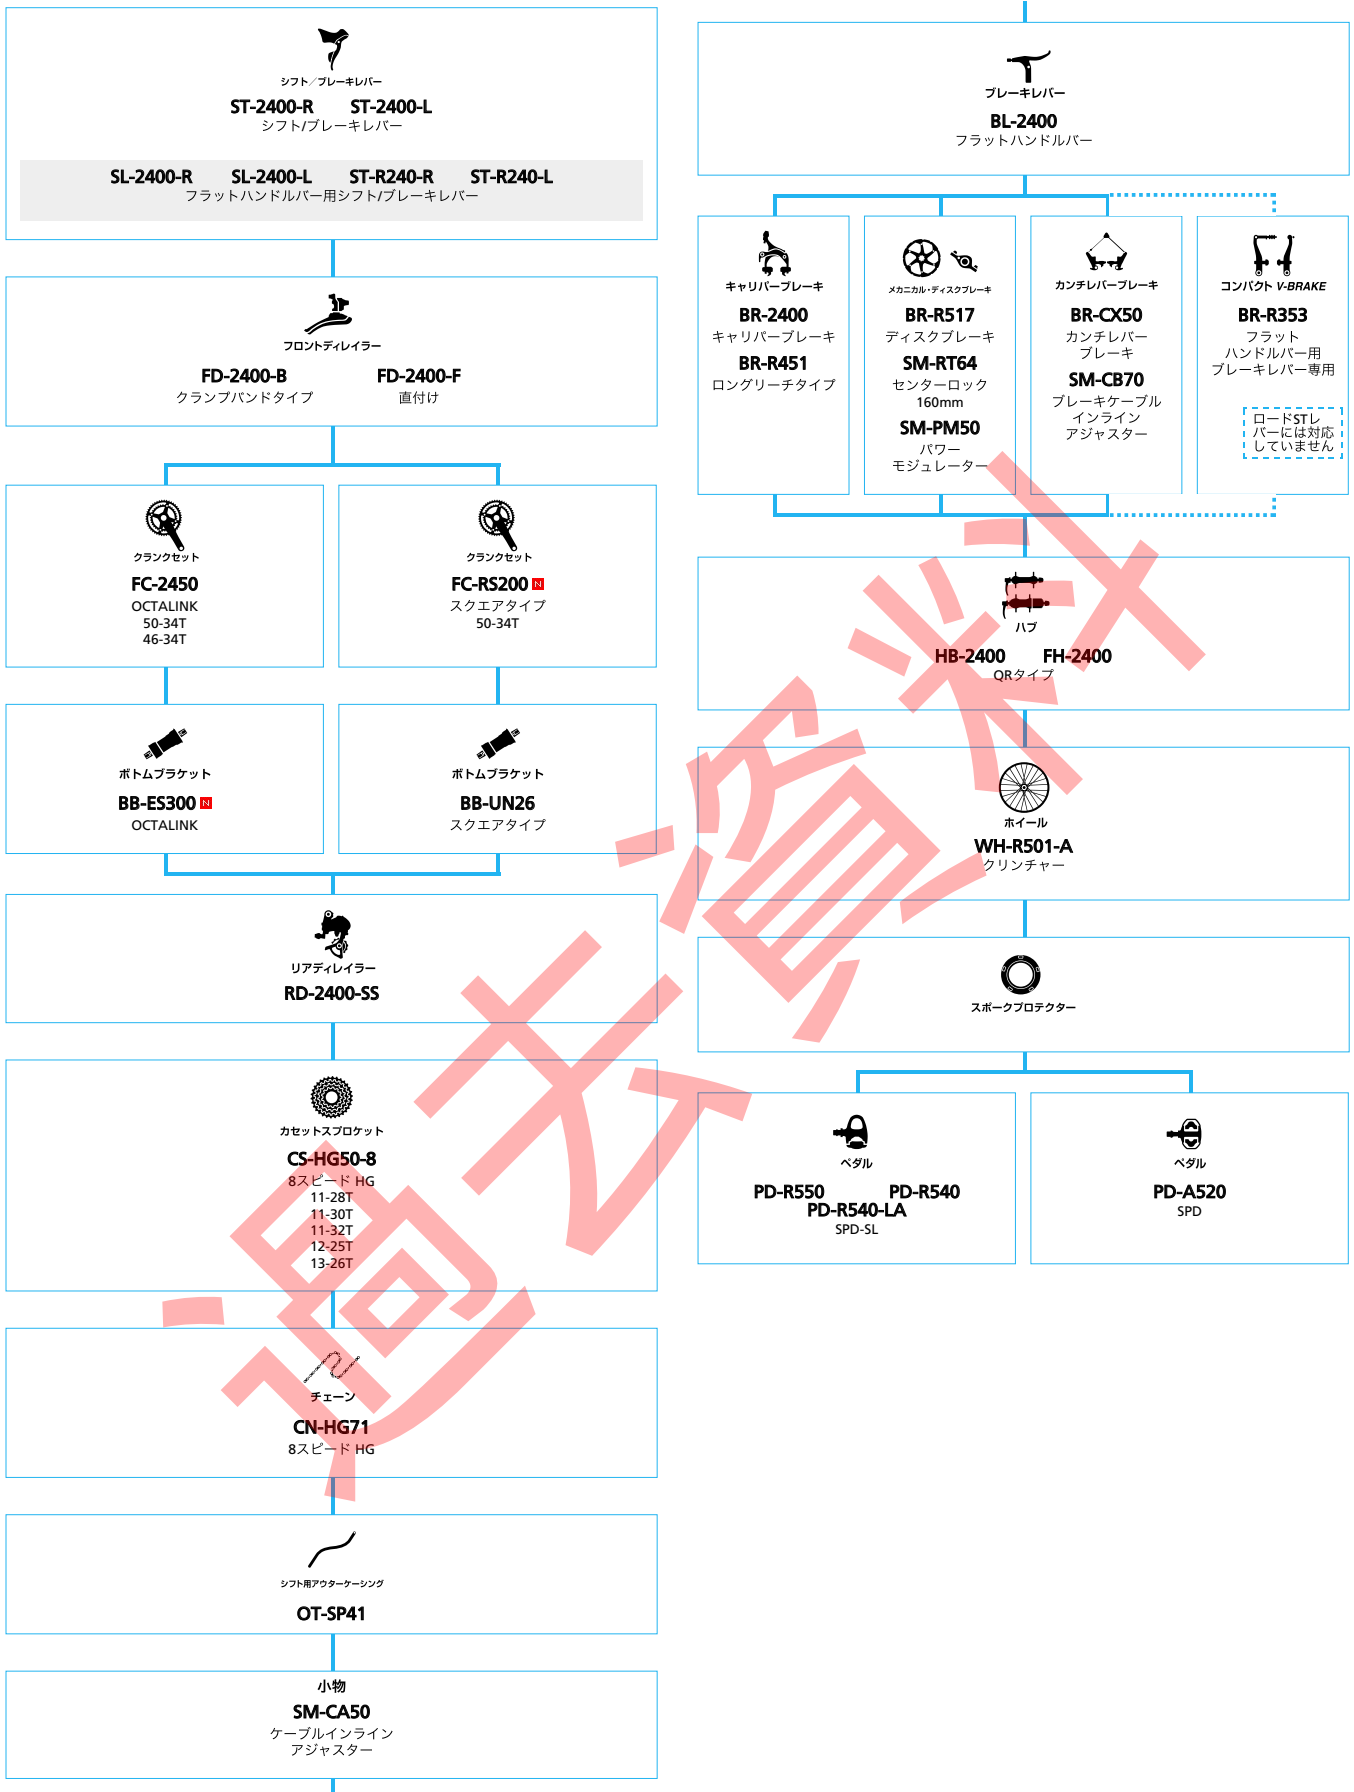 シフト／ブレーキレバー
ST-2400-R ST-2400-L
シフト/ブレーキレバー
SL-2400-R SL-2400-L ST-R240-R ST-R240-L
フラットハンドルバー用シフト/ブレーキレバー
フロントディレイラー
FD-2400-B FD-2400-F
クランプバンドタイプ 直付け
クランクセット
FC-2450
OCTALINK
50-34T
46-34T
クランクセット
FC-RS200 N
スクエアタイプ
50-34T
ボトムブラケット
BB-ES300 N
OCTALINK
ボトムブラケット
BB-UN26
スクエアタイプ
リアディレイラー
RD-2400-SS
カセットスプロケット
CS-HG50-8
8スピード HG
11-28T
11-30T
11-32T
12-25T
13-26T
チェーン
CN-HG71
8スピード HG
シフト用アウターケーシング
OT-SP41
小物
SM-CA50
ケーブルインライン
アジャスター
ブレーキレバー
BL-2400
フラットハンドルバー
キャリパーブレーキ
BR-2400
キャリパーブレーキ
BR-R451
ロングリーチタイプ
メカニカル・ディスクブレーキ
BR-R517
ディスクブレーキ
SM-RT64
センターロック
160mm
SM-PM50
パワー
モジュレーター
カンチレバーブレーキ
BR-CX50
カンチレバー
ブレーキ
SM-CB70
ブレーキケーブル
インライン
アジャスター
コンパクト V-BRAKE
BR-R353
フラット
ハンドルバー用
ブレーキレバー専用
ロードSTレ
バーには対応
していません
ハブ
HB-2400 FH-2400
QRタイプ
ホイール
WH-R501-A
クリンチャー
スポークプロテクター
ペダル
PD-R550 PD-R540
PD-R540-LA
SPD-SL
ペダル
PD-A520
SPD
過去資料